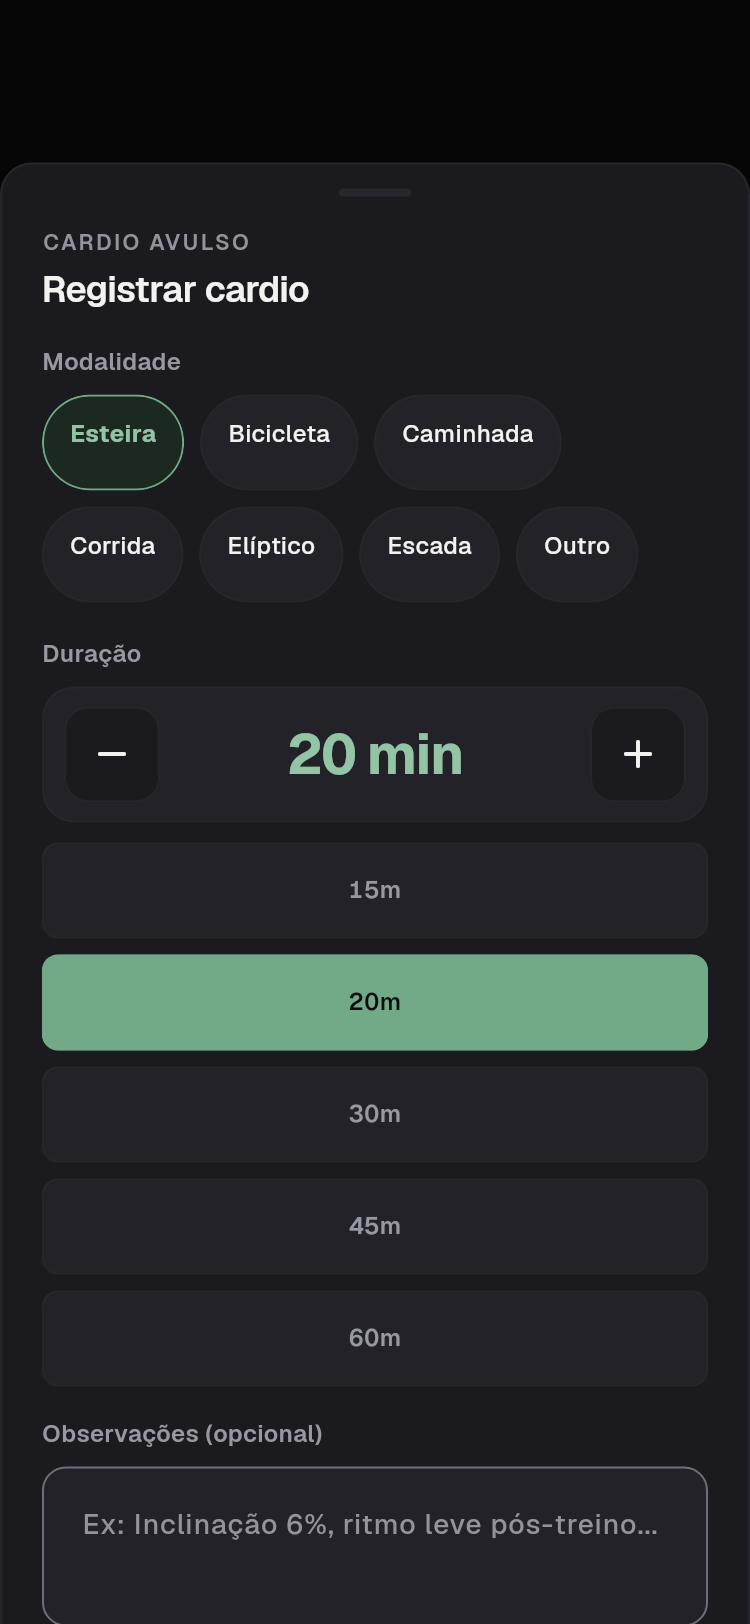 CARDIO AVULSO
Registrar cardio
Modalidade
Esteira Bicicleta Caminhada
Corrida Elíptico Escada Outro
Duração
− 20 min +
15m
20m
30m
45m
60m
Observações (opcional)
Ex: Inclinação 6%, ritmo leve pós-treino...